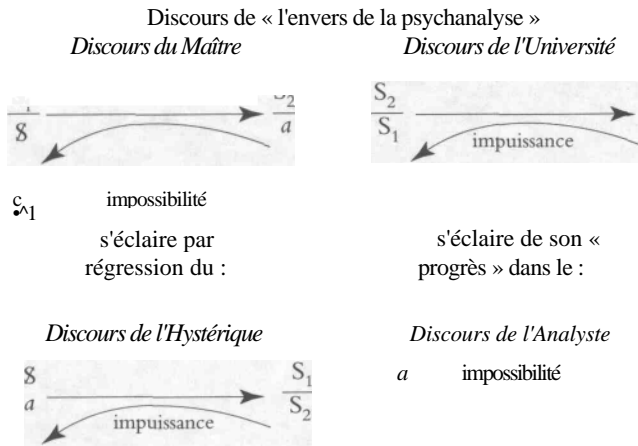 Discours de « l'envers de la psychanalyse »
Discours du Maître
Discours de l'Université
S2
8
a
S2
S1
impuissance
c
•^1
impossibilité
s'éclaire par
régression du :
s'éclaire de son «
progrès » dans le :
Discours de l'Hystérique
Discours de l'Analyste
8
a
S1
S2
impuissance
a impossibilité